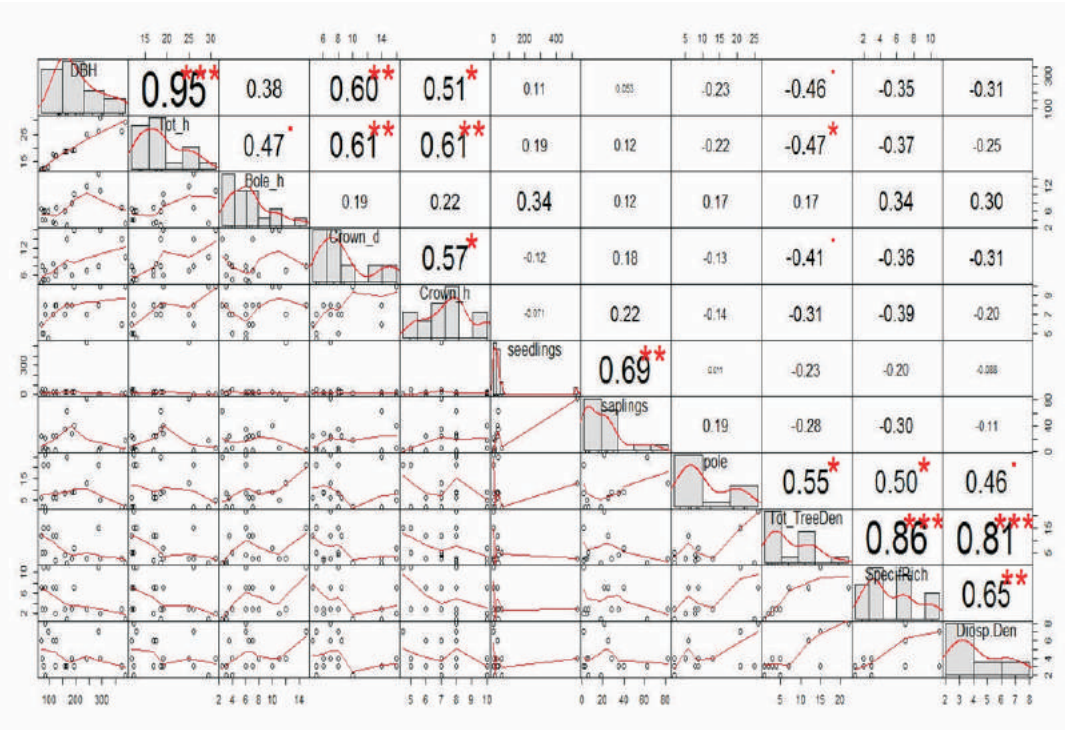 15 20 25 30 6 8 10 14 0 200 400 5 10 15 20 25 2 4 6 8 10
DBH 0.95 *** 0.38 0.60 ** 0.51 * 0.11 0.053 -0.23 -0.46 . -0.35 -0.31 100 300
15 25 Tot_h 0.47 . 0.61 ** 0.61 ** 0.19 0.12 -0.22 -0.47 * -0.37 -0.25
Bole_h 0.19 0.22 0.34 0.12 0.17 0.17 0.34 0.30 2 6 12
6 12 Crown_d 0.57 * -0.12 0.18 -0.13 -0.41 . -0.36 -0.31
Crown_h -0.071 0.22 -0.14 -0.31 -0.39 -0.20 5 7 9
0 300 seedlings 0.69 ** 0.011 -0.23 -0.20 -0.088
saplings 0.19 -0.28 -0.30 -0.11 0 40 80
5 15 pole 0.55 * 0.50 * 0.46 .
Tot_TreeDen 0.86 *** 0.81 *** 5 15
2 6 10 SpecifRich 0.65 **
Diosp.Den 2 4 6 8
100 200 300 2 4 6 8 10 14 5 6 7 8 9 10 0 20 40 60 80 5 10 15 20 2 3 4 5 6 7 8